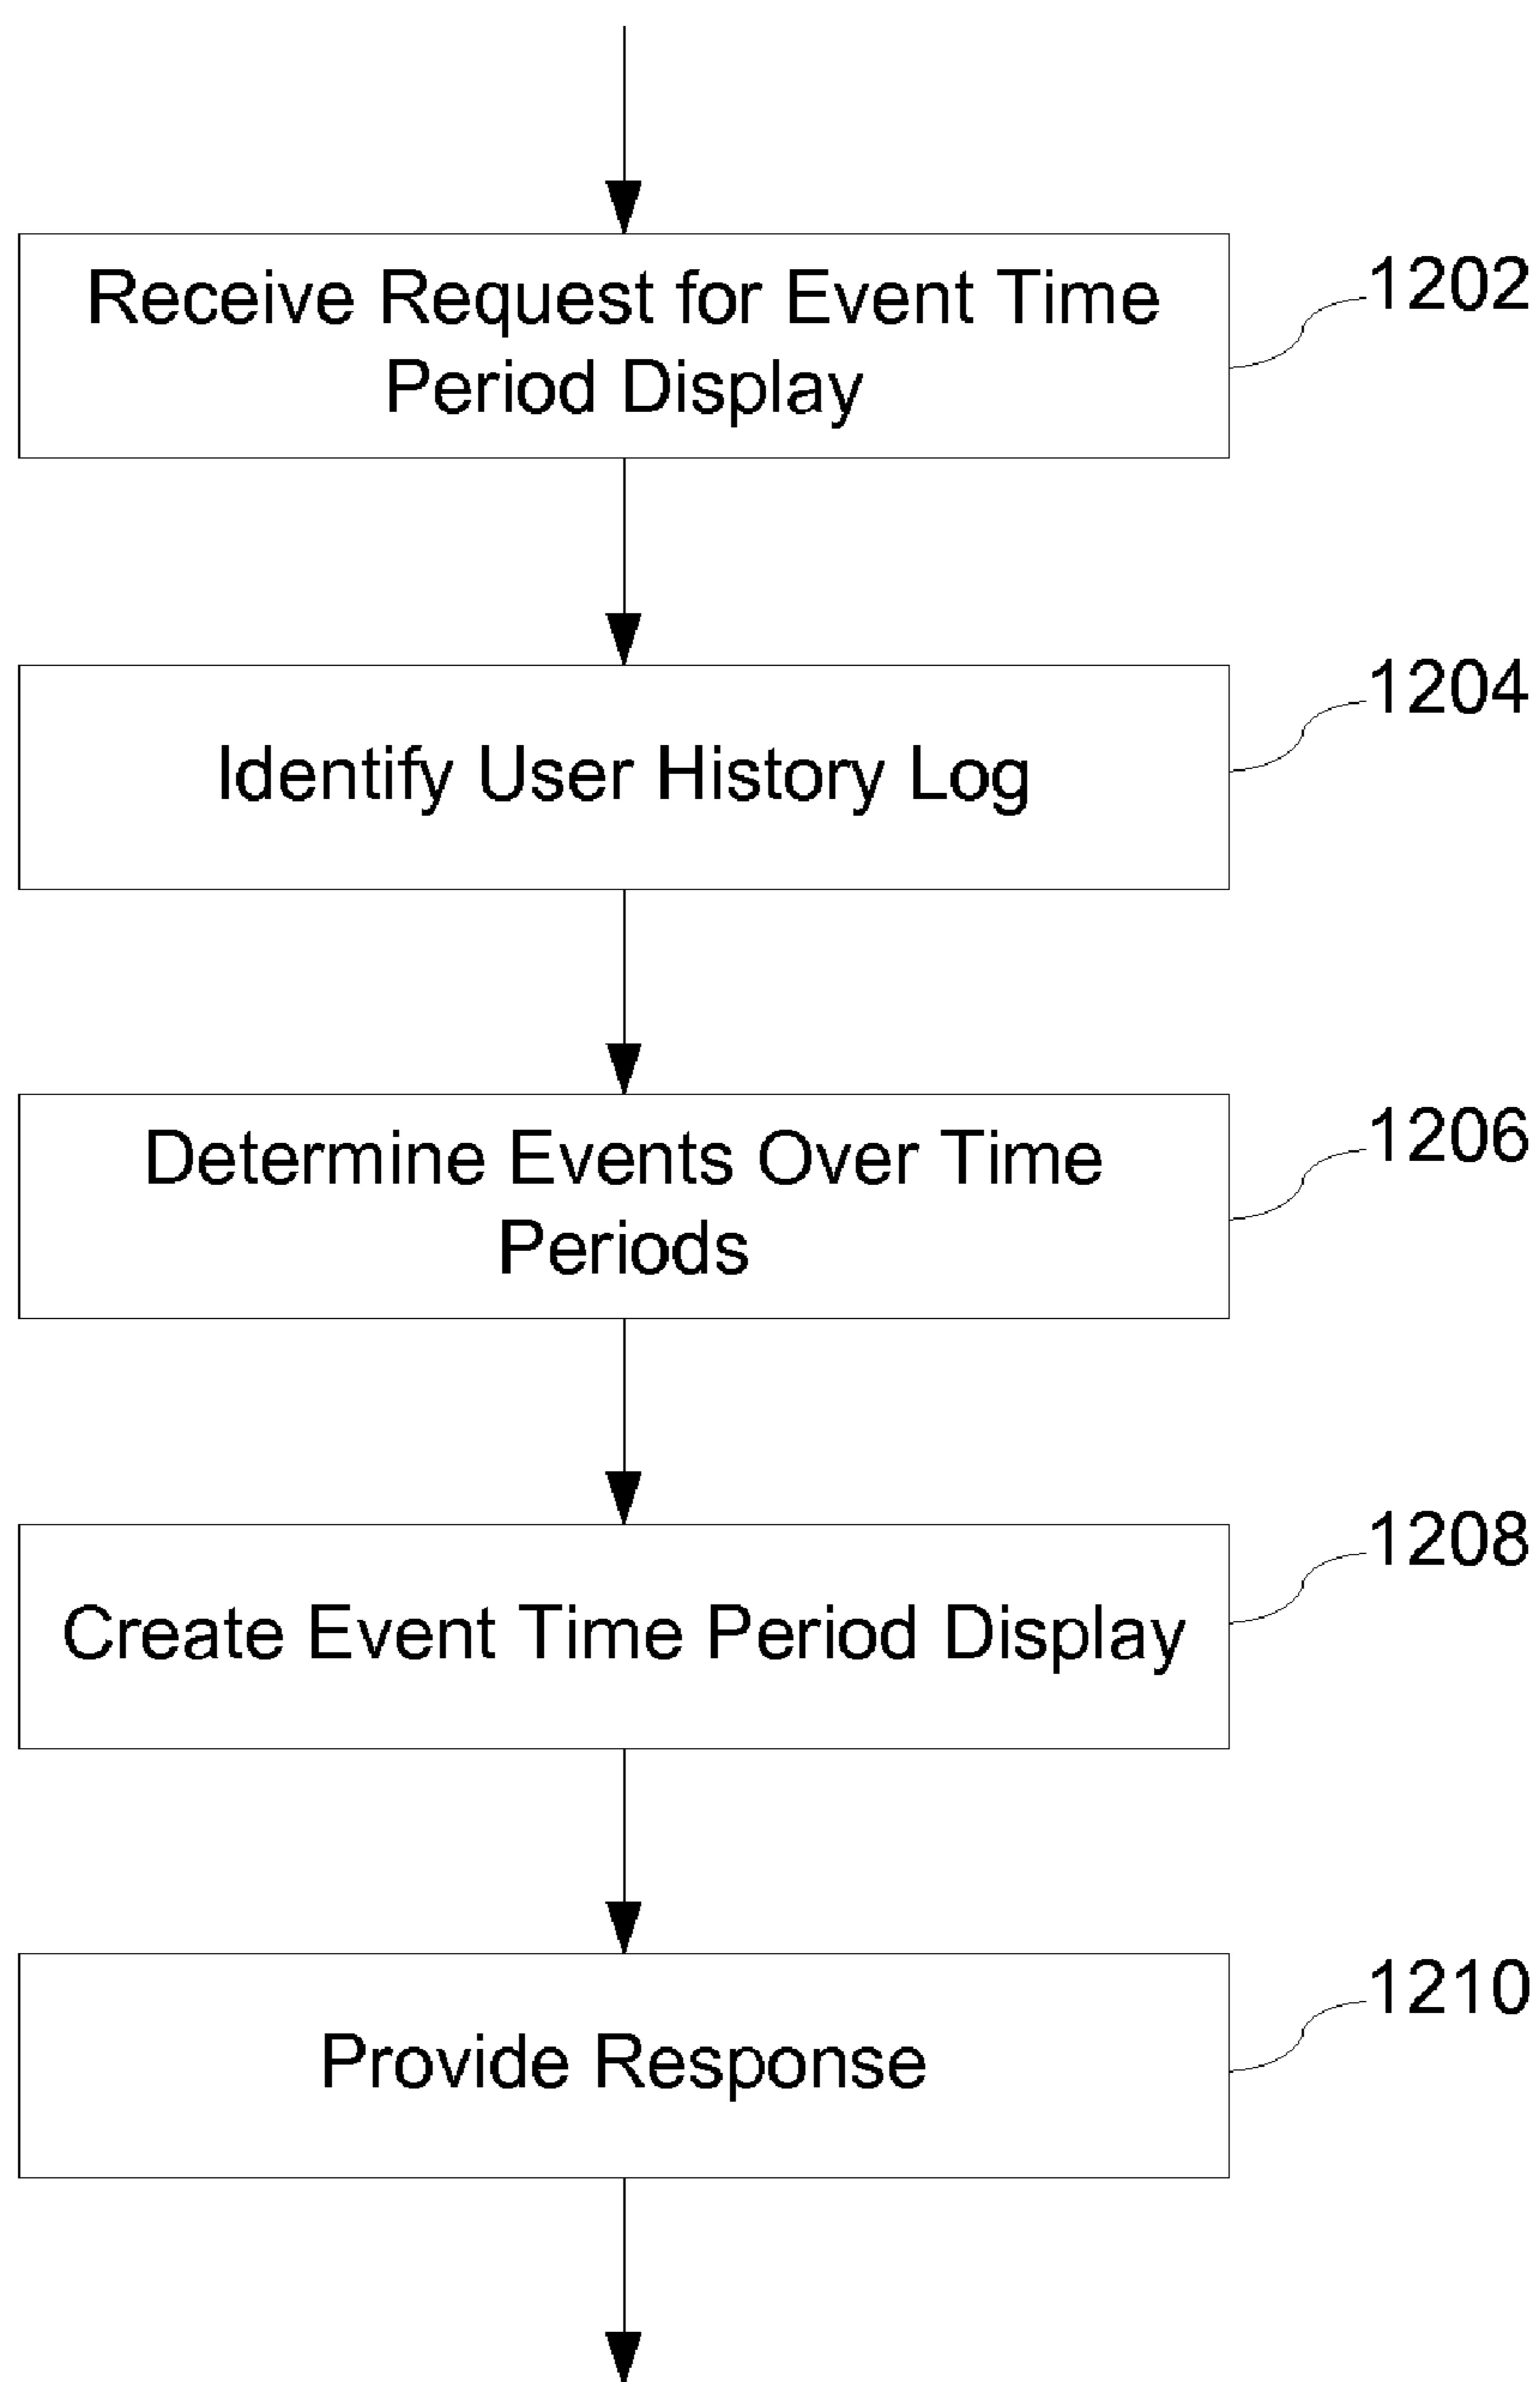 Receive Request for Event Time
Period Display
1202
Identify User History Log
1204
Determine Events Over Time
Periods
1206
Create Event Time Period Display
1208
Provide Response
1210